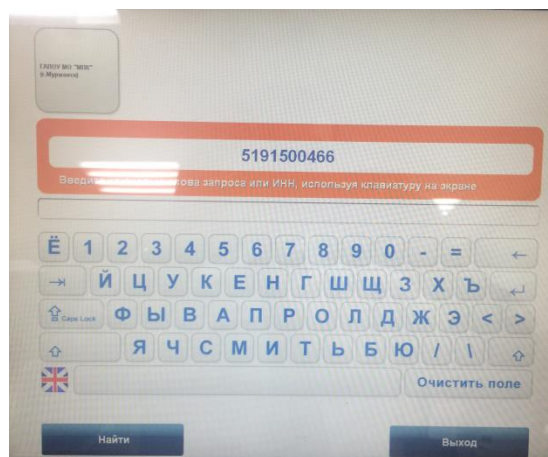 ГАПОУ МО "МПК"
(г.Мурманск)
5191500466
Введите слова запроса или ИНН, используя клавиатуру на экране
Ё 1 2 3 4 5 6 7 8 9 0 - = ←
Й Ц У К Е Н Г Ш Щ З Х Ъ
Caps Lock Ф Ы В А П Р О Л Д Ж Э < >
Я Ч С М И Т Ь Б Ю / \
Очистить поле
Найти Выход